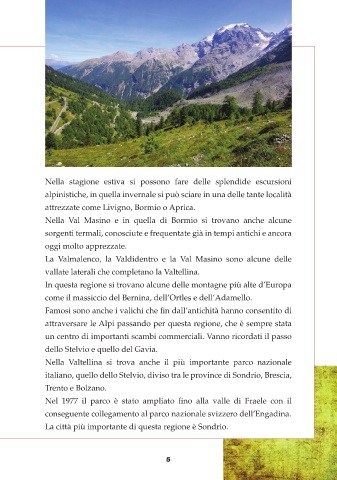 Nella stagione estiva si possono fare delle splendide escursioni
alpinistiche, in quella invernale si può sciare in una delle tante località
attrezzate come Livigno, Bormio o Aprica.
Nella Val Masino e in quella di Bormio si trovano anche alcune
sorgenti termali, conosciute e frequentate già in tempi antichi e ancora
oggi molto apprezzate.
La Valmalenco, la Valdidentro e la Val Masino sono alcune delle
vallate laterali che completano la Valtellina.
In questa regione si trovano alcune delle montagne più alte d'Europa
come il massiccio del Bernina, dell'Ortles e dell'Adamello.
Famosi sono anche i valichi che fin dall'antichità hanno consentito di
attraversare le Alpi passando per questa regione, che è sempre stata
un centro di importanti scambi commerciali. Vanno ricordati il passo
dello Stelvio e quello del Gavia.
Nella Valtellina si trova anche il più importante parco nazionale
italiano, quello dello Stelvio, diviso tra le province di Sondrio, Brescia,
Trento e Bolzano.
Nel 1977 il parco è stato ampliato fino alla valle di Fraele con il
conseguente collegamento al parco nazionale svizzero dell'Engadina.
La città più importante di questa regione è Sondrio.
5